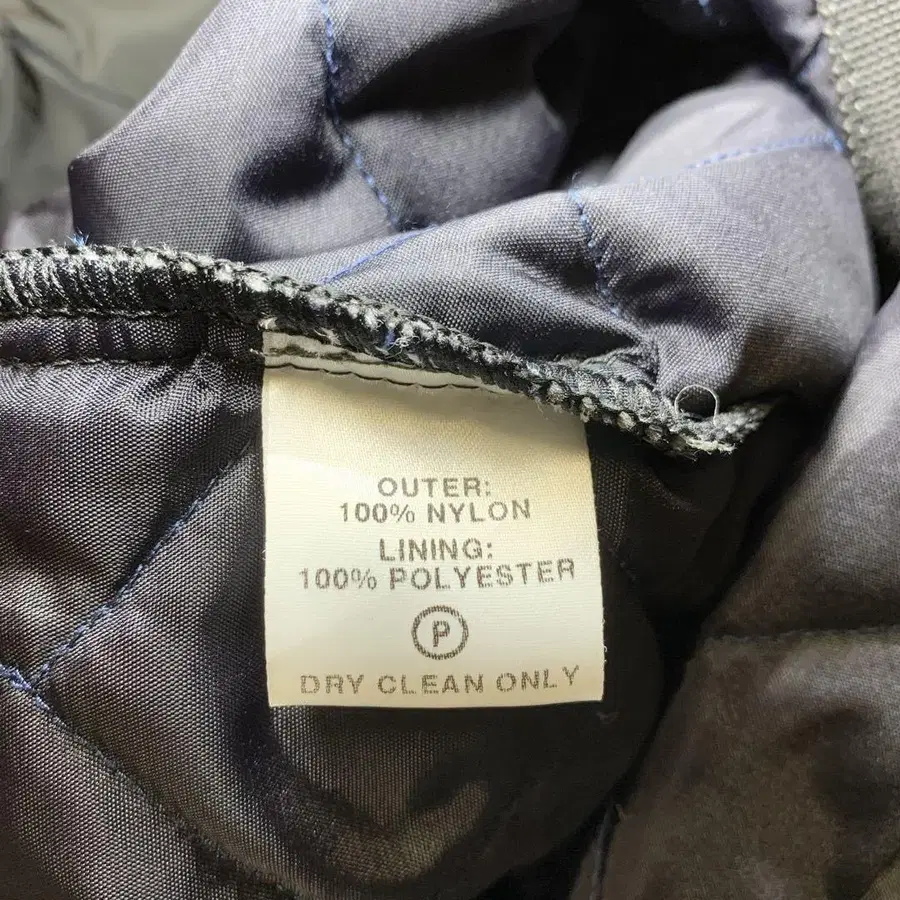 OUTER:
100% NYLON
LINING:
100% POLYESTER
P
DRY CLEAN ONLY